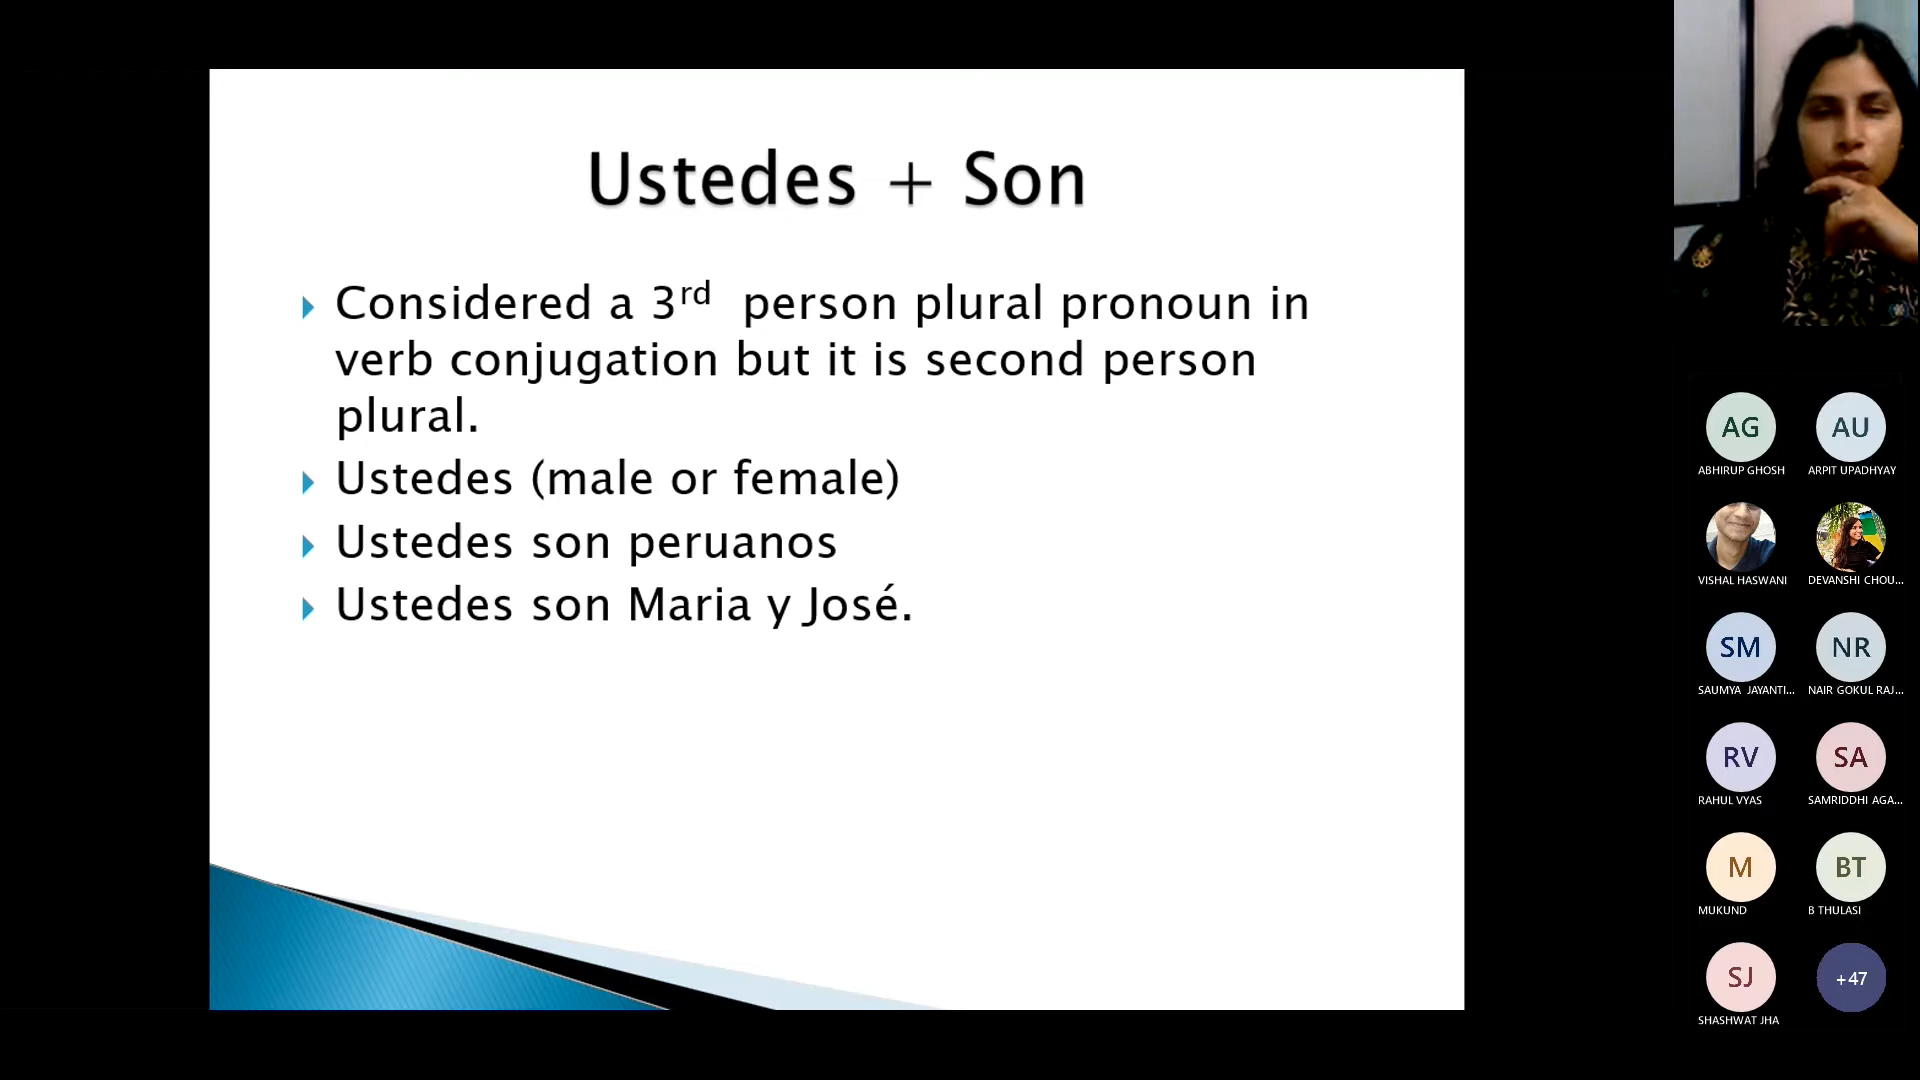 Ustedes + Son
Considered a 3rd person plural pronoun in
verb conjugation but it is second person
plural.
Ustedes (male or female)
Ustedes son peruanos
Ustedes son Maria y José.
AG
AU
ABHIRUP GHOSH
ARPIT UPADHYAY
VISHAL HASWANI
DEVANSHI CHOU...
SM
NR
SAUMYA JAYANTI...
NAIR GOKUL RAJ...
RV
SA
RAHUL VYAS
SAMRIDDHI AGA...
M
BT
MUKUND
B THULASI
SJ
+47
SHASHWAT JHA